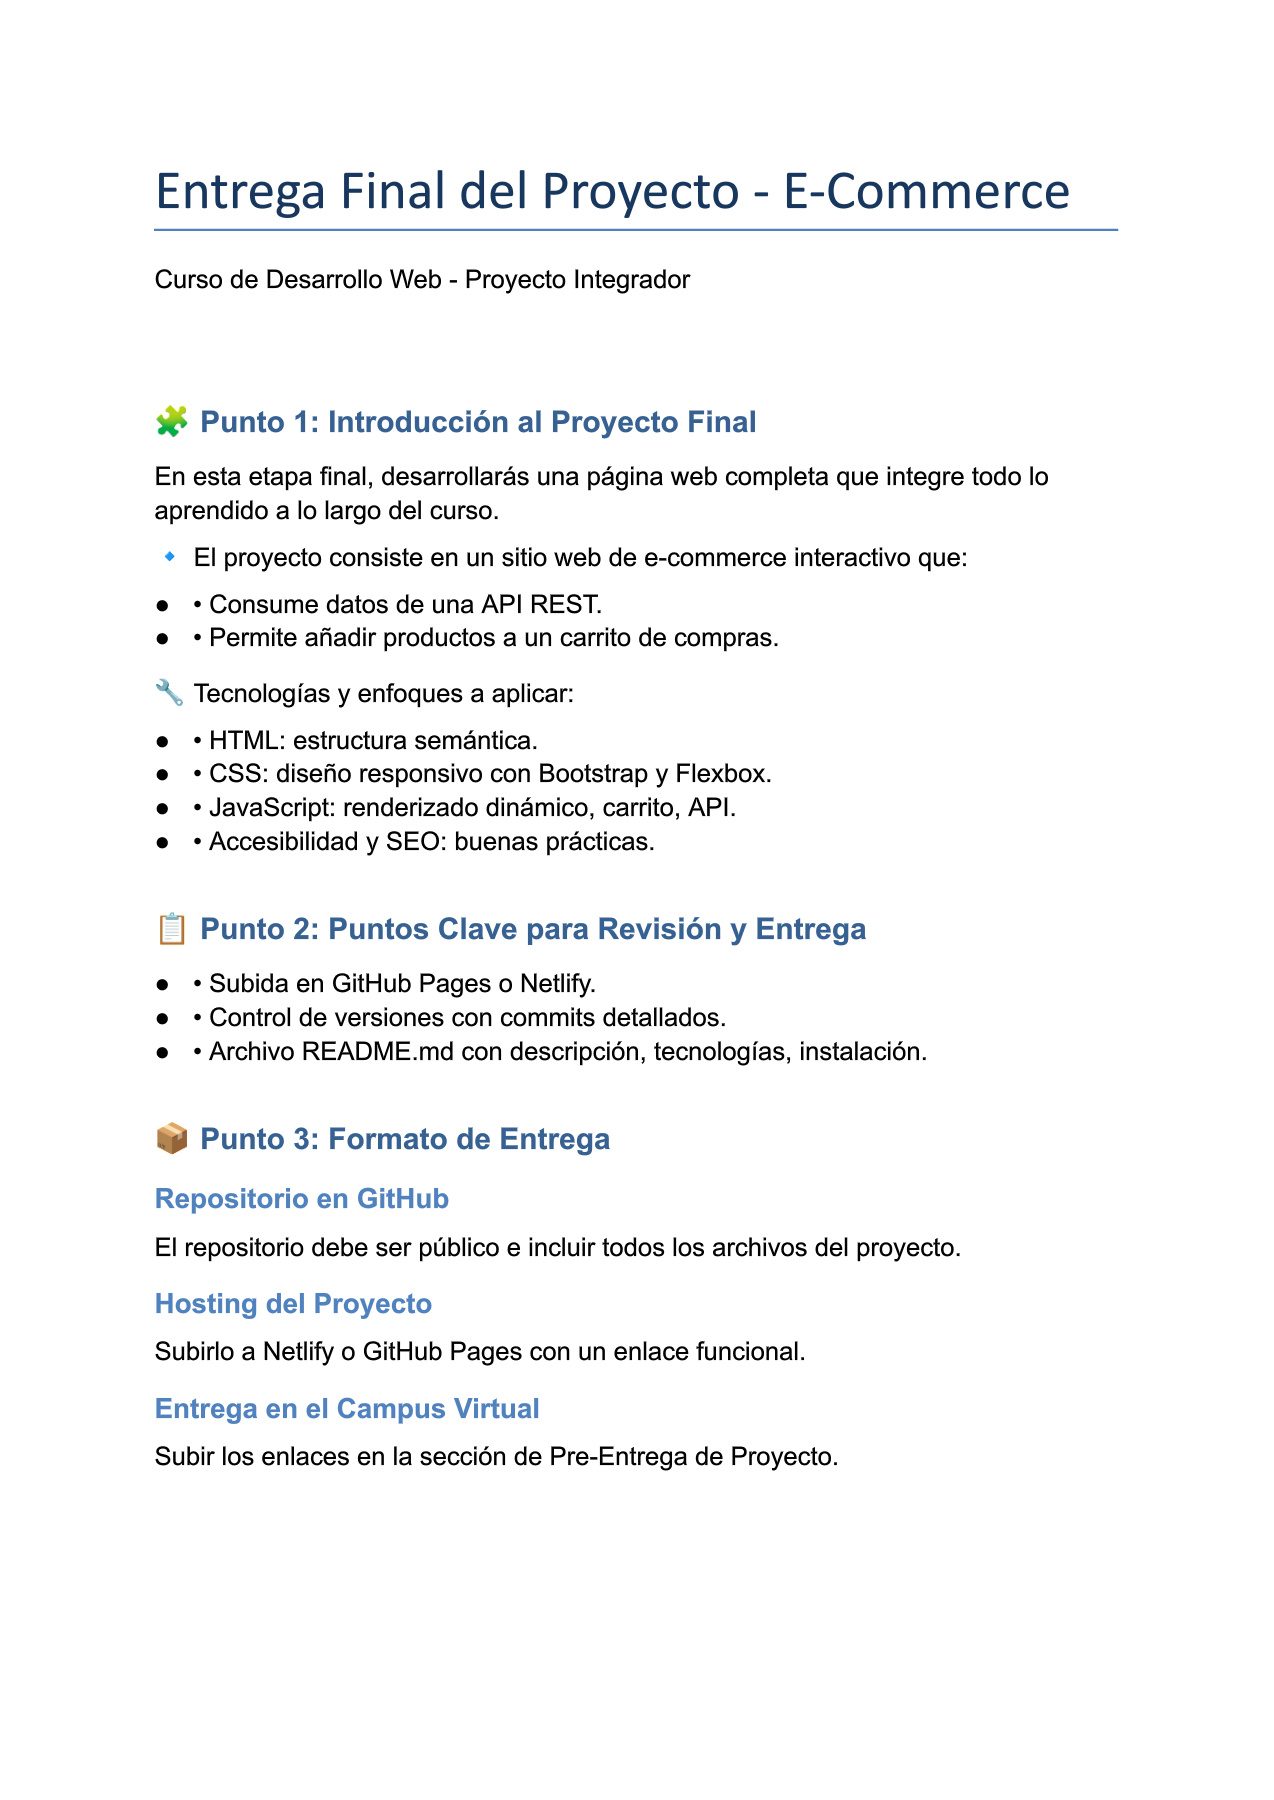 Entrega Final del Proyecto - E-Commerce
Curso de Desarrollo Web - Proyecto Integrador
🧩 Punto 1: Introducción al Proyecto Final
En esta etapa final, desarrollarás una página web completa que integre todo lo
aprendido a lo largo del curso.
🔹 El proyecto consiste en un sitio web de e-commerce interactivo que:
● • Consume datos de una API REST.
● • Permite añadir productos a un carrito de compras.
🔧 Tecnologías y enfoques a aplicar:
● • HTML: estructura semántica.
● • CSS: diseño responsivo con Bootstrap y Flexbox.
● • JavaScript: renderizado dinámico, carrito, API.
● • Accesibilidad y SEO: buenas prácticas.
📋 Punto 2: Puntos Clave para Revisión y Entrega
● • Subida en GitHub Pages o Netlify.
● • Control de versiones con commits detallados.
● • Archivo README.md con descripción, tecnologías, instalación.
📦 Punto 3: Formato de Entrega
Repositorio en GitHub
El repositorio debe ser público e incluir todos los archivos del proyecto.
Hosting del Proyecto
Subirlo a Netlify o GitHub Pages con un enlace funcional.
Entrega en el Campus Virtual
Subir los enlaces en la sección de Pre-Entrega de Proyecto.